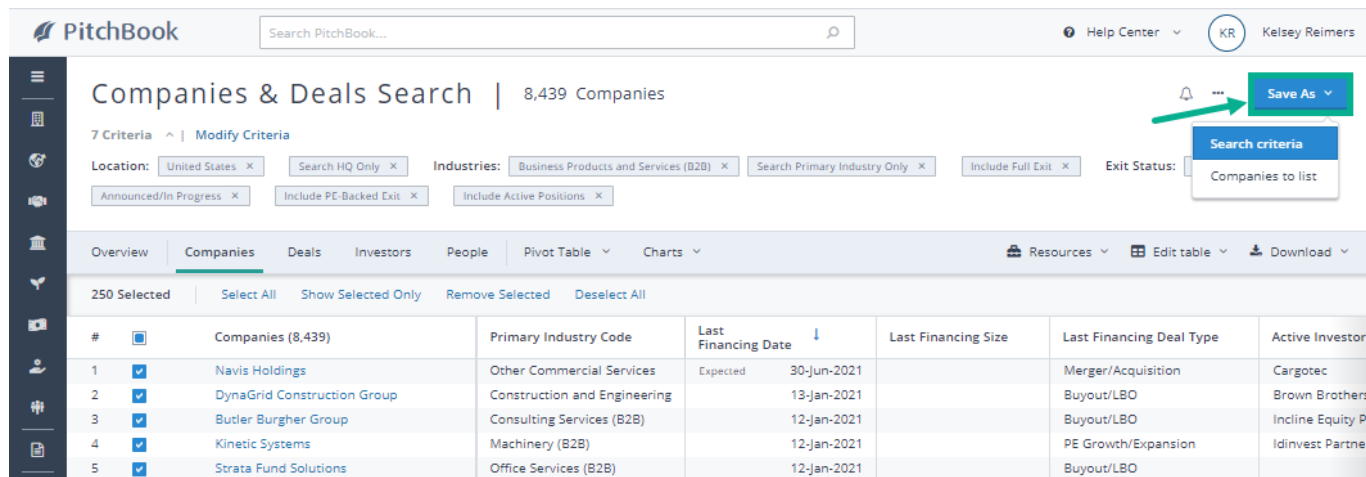 PitchBook Search PitchBook... Help Center KR Kelsey Reimers
Companies & Deals Search | 8,439 Companies ... Save As
7 Criteria ^ | Modify Criteria
Search criteria
Location: United States × Search HQ Only × Industries: Business Products and Services (B2B) × Search Primary Industry Only × Include Full Exit × Exit Status:
Companies to list
Announced/In Progress × Include PE-Backed Exit × Include Active Positions ×
Overview Companies Deals Investors People Pivot Table Charts Resources Edit table Download
250 Selected Select All Show Selected Only Remove Selected Deselect All
# Companies (8,439) Primary Industry Code Last Financing Date ↓ Last Financing Size Last Financing Deal Type Active Investor
1 Navis Holdings Other Commercial Services Expected 30-Jun-2021 Merger/Acquisition Cargotec
2 DynaGrid Construction Group Construction and Engineering 13-Jan-2021 Buyout/LBO Brown Brothers
3 Butler Burgher Group Consulting Services (B2B) 12-Jan-2021 Buyout/LBO Incline Equity P
4 Kinetic Systems Machinery (B2B) 12-Jan-2021 PE Growth/Expansion Idinvest Partne
5 Strata Fund Solutions Office Services (B2B) 12-Jan-2021 Buyout/LBO